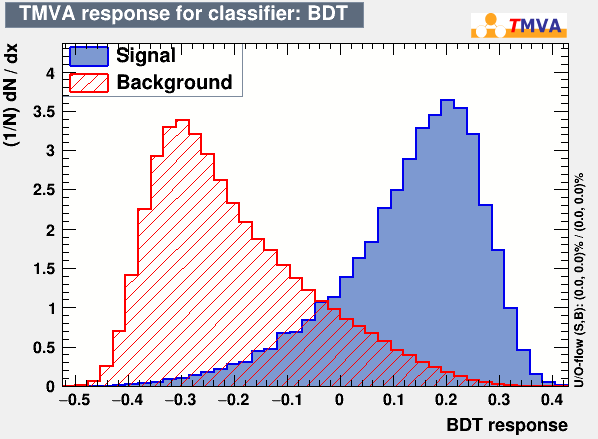 TMVA response for classifier: BDT
TMVA
Signal
Background
(1/N) dN / dx
4
3.5
3
2.5
2
1.5
1
0.5
0
−0.5 −0.4 −0.3 −0.2 −0.1 0 0.1 0.2 0.3 0.4
BDT response
U/O-flow (S,B): (0.0, 0.0)% / (0.0, 0.0)%